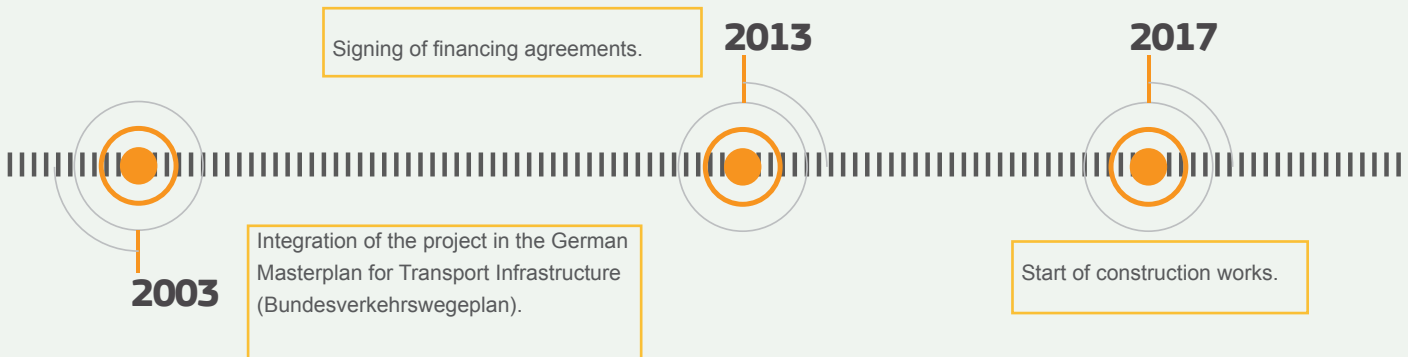 2003
Integration of the project in the German
Masterplan for Transport Infrastructure
(Bundesverkehrswegeplan).
2013
Signing of financing agreements.
2017
Start of construction works.